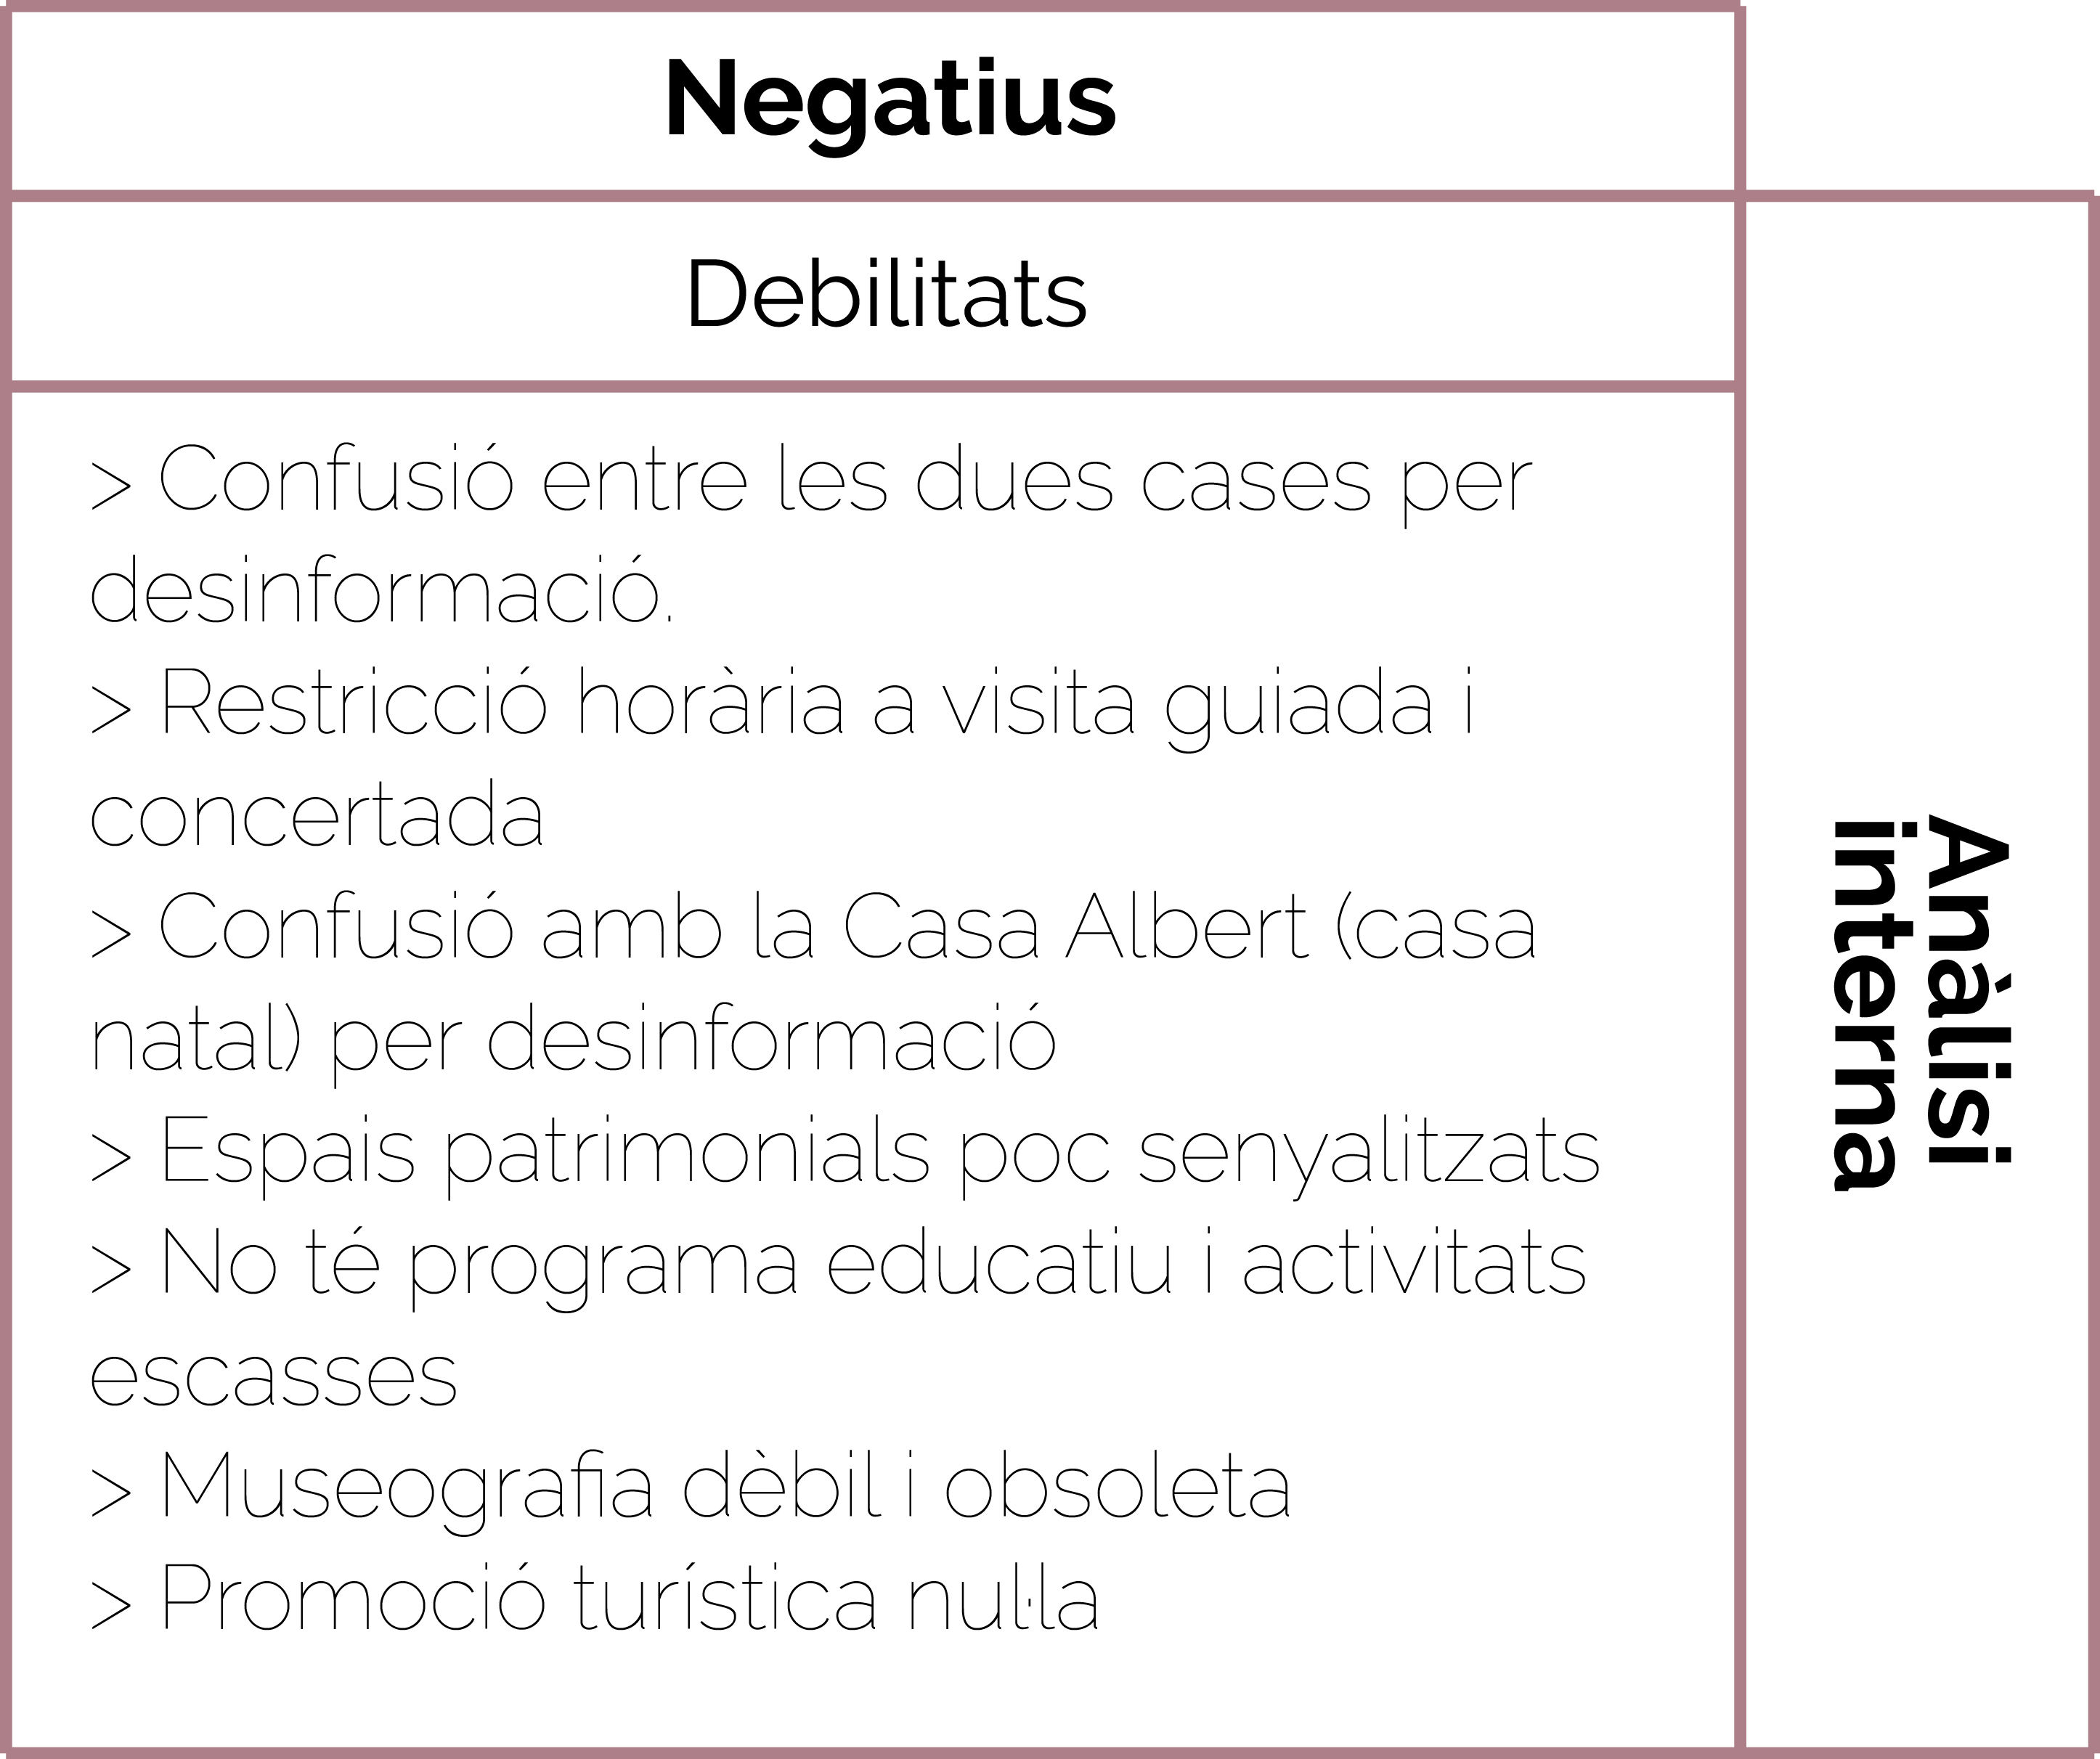 Negatius
Debilitats
> Confusió entre les dues cases per
desinformació.
> Restricció horària a visita guiada i
concertada
> Confusió amb la Casa Albert (casa
natal) per desinformació
> Espais patrimonials poc senyalitzats
> No té programa educatiu i activitats
escasses
> Museografia dèbil i obsoleta
> Promoció turística nul·la
Anàlisi
interna